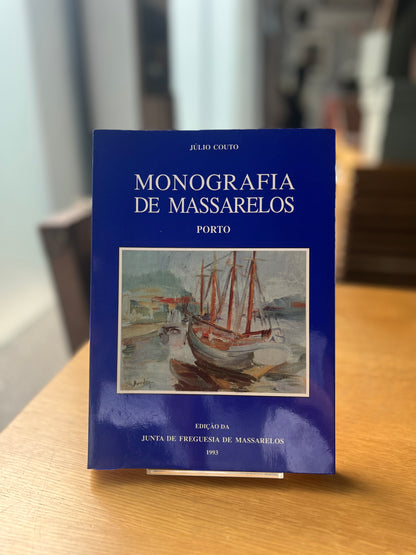 JÚLIO COUTO
MONOGRAFIA
DE MASSARELOS
PORTO
EDIÇÃO DA
JUNTA DE FREGUESIA DE MASSARELOS
1993